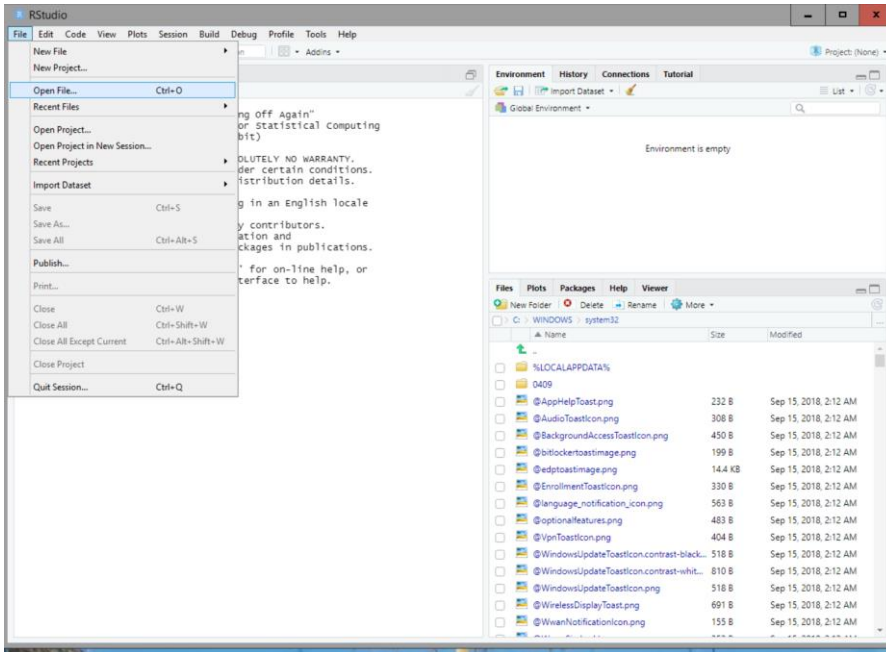 RStudio
File Edit Code View Plots Session Build Debug Profile Tools Help
Addins
Project: (None)
New File
New Project...
Open File... Ctrl+O
Recent Files
Open Project...
Open Project in New Session...
Recent Projects
Import Dataset
Save Ctrl+S
Save As...
Save All Ctrl+Alt+S
Publish...
Print...
Close Ctrl+W
Close All Ctrl+Shift+W
Close All Except Current Ctrl+Alt+Shift+W
Close Project
Quit Session... Ctrl+Q
ng Off Again"
or Statistical Computing
bit)
OLUTELY NO WARRANTY.
der certain conditions.
istribution details.
g in an English locale
y contributors.
ation and
ckages in publications.
' for on-line help, or
terface to help.
Environment History Connections Tutorial
Import Dataset List
Global Environment
Environment is empty
Files Plots Packages Help Viewer
New Folder Delete Rename More
C: > WINDOWS > system32
Name Size Modified
..
%LOCALAPPDATA%
0409
@AppHelpToast.png 232 B Sep 15, 2018, 2:12 AM
@AudioToastIcon.png 308 B Sep 15, 2018, 2:12 AM
@BackgroundAccessToastIcon.png 450 B Sep 15, 2018, 2:12 AM
@bitlockertoastimage.png 199 B Sep 15, 2018, 2:12 AM
@edptoastimage.png 14.4 KB Sep 15, 2018, 2:12 AM
@EnrollmentToastIcon.png 330 B Sep 15, 2018, 2:12 AM
@language_notification_icon.png 563 B Sep 15, 2018, 2:12 AM
@optionalfeatures.png 483 B Sep 15, 2018, 2:12 AM
@VpnToastIcon.png 404 B Sep 15, 2018, 2:12 AM
@WindowsUpdateToastIcon.contrast-black... 518 B Sep 15, 2018, 2:12 AM
@WindowsUpdateToastIcon.contrast-whit... 810 B Sep 15, 2018, 2:12 AM
@WindowsUpdateToastIcon.png 518 B Sep 15, 2018, 2:12 AM
@WirelessDisplayToast.png 691 B Sep 15, 2018, 2:12 AM
@WwanNotificationIcon.png 155 B Sep 15, 2018, 2:12 AM